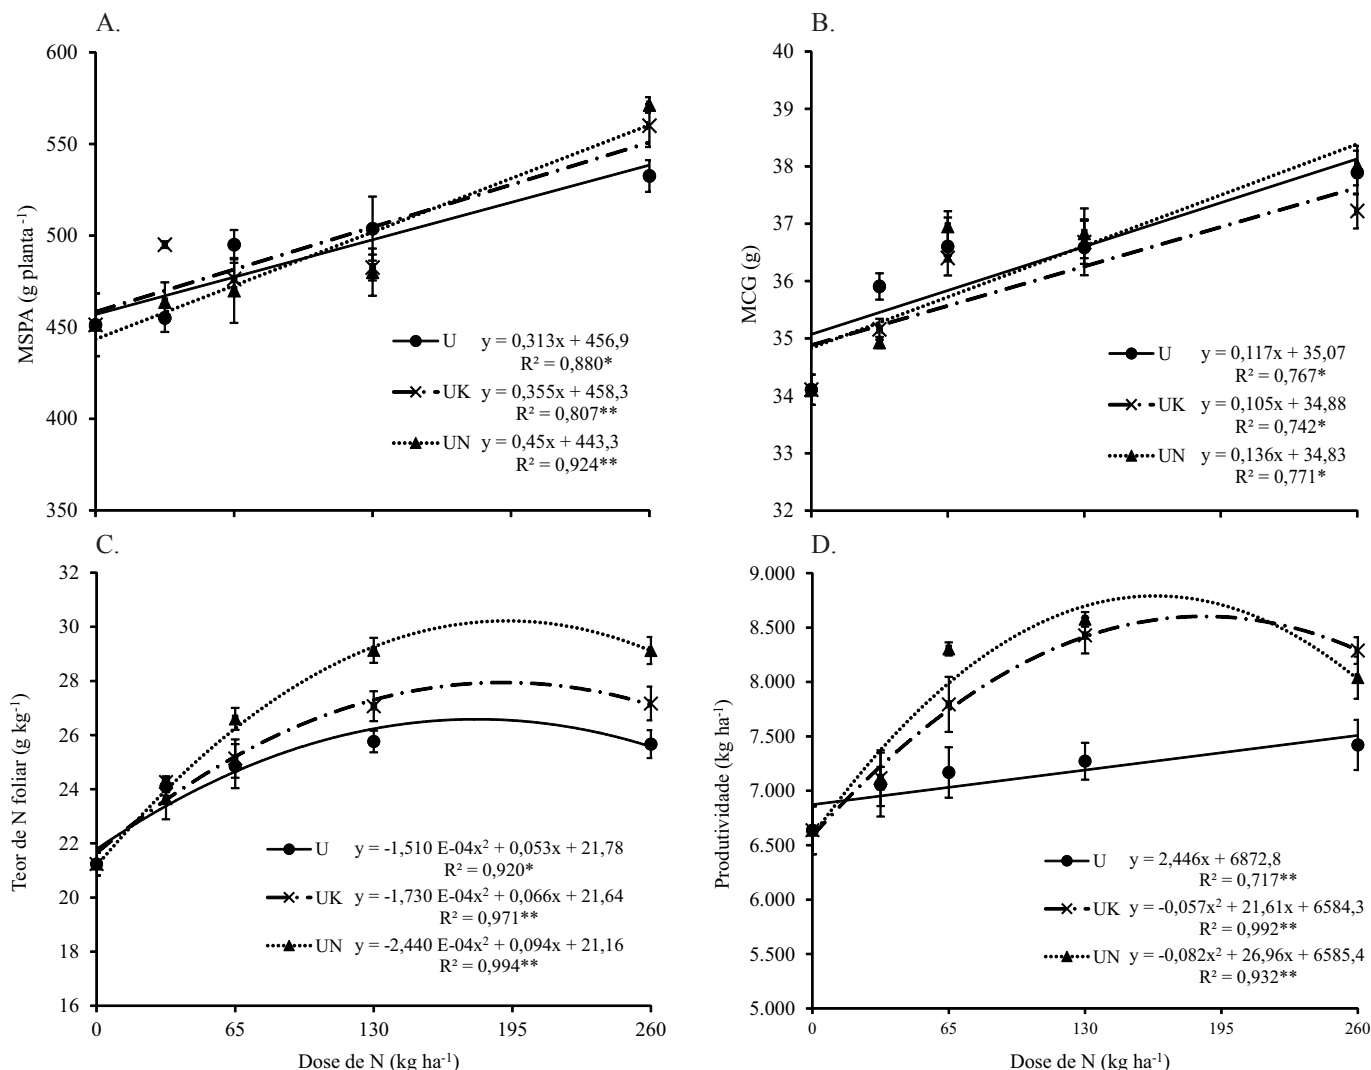 A.
600
550
500
450
400
350
MSPA (g planta⁻¹)
U y = 0,313x + 456,9
R² = 0,880*
UK y = 0,355x + 458,3
R² = 0,807**
UN y = 0,45x + 443,3
R² = 0,924**
B.
40
39
38
37
36
35
34
33
32
MCG (g)
U y = 0,117x + 35,07
R² = 0,767*
UK y = 0,105x + 34,88
R² = 0,742*
UN y = 0,136x + 34,83
R² = 0,771*
C.
32
30
28
26
24
22
20
18
16
Teor de N foliar (g kg⁻¹)
U y = -1,510 E-04x² + 0,053x + 21,78
R² = 0,920*
UK y = -1,730 E-04x² + 0,066x + 21,64
R² = 0,971**
UN y = -2,440 E-04x² + 0,094x + 21,16
R² = 0,994**
0 65 130 195 260
Dose de N (kg ha⁻¹)
D.
9.000
8.500
8.000
7.500
7.000
6.500
6.000
5.500
5.000
Produtividade (kg ha⁻¹)
U y = 2,446x + 6872,8
R² = 0,717**
UK y = -0,057x² + 21,61x + 6584,3
R² = 0,992**
UN y = -0,082x² + 26,96x + 6585,4
R² = 0,932**
0 65 130 195 260
Dose de N (kg ha⁻¹)